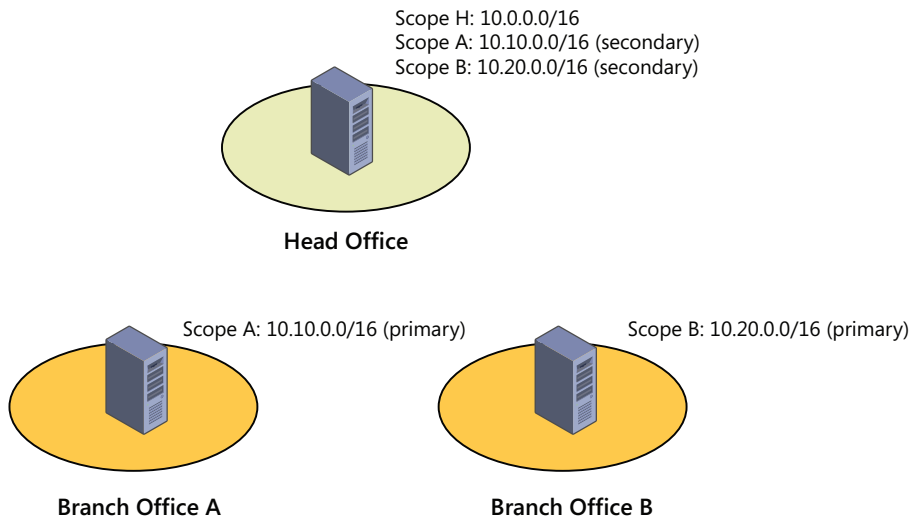 Scope H: 10.0.0.0/16
Scope A: 10.10.0.0/16 (secondary)
Scope B: 10.20.0.0/16 (secondary)
Head Office
Scope A: 10.10.0.0/16 (primary)
Scope B: 10.20.0.0/16 (primary)
Branch Office A
Branch Office B